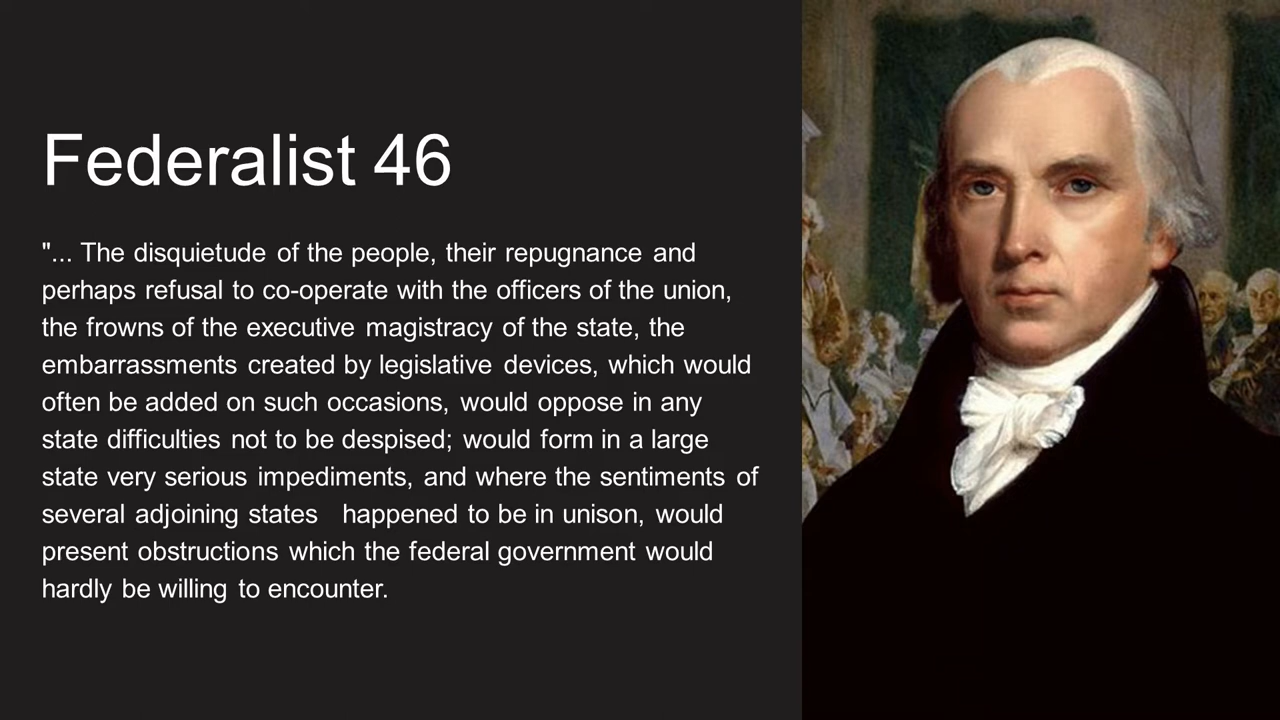 Federalist 46
"... The disquietude of the people, their repugnance and
perhaps refusal to co-operate with the officers of the union,
the frowns of the executive magistracy of the state, the
embarrassments created by legislative devices, which would
often be added on such occasions, would oppose in any
state difficulties not to be despised; would form in a large
state very serious impediments, and where the sentiments of
several adjoining states happened to be in unison, would
present obstructions which the federal government would
hardly be willing to encounter.